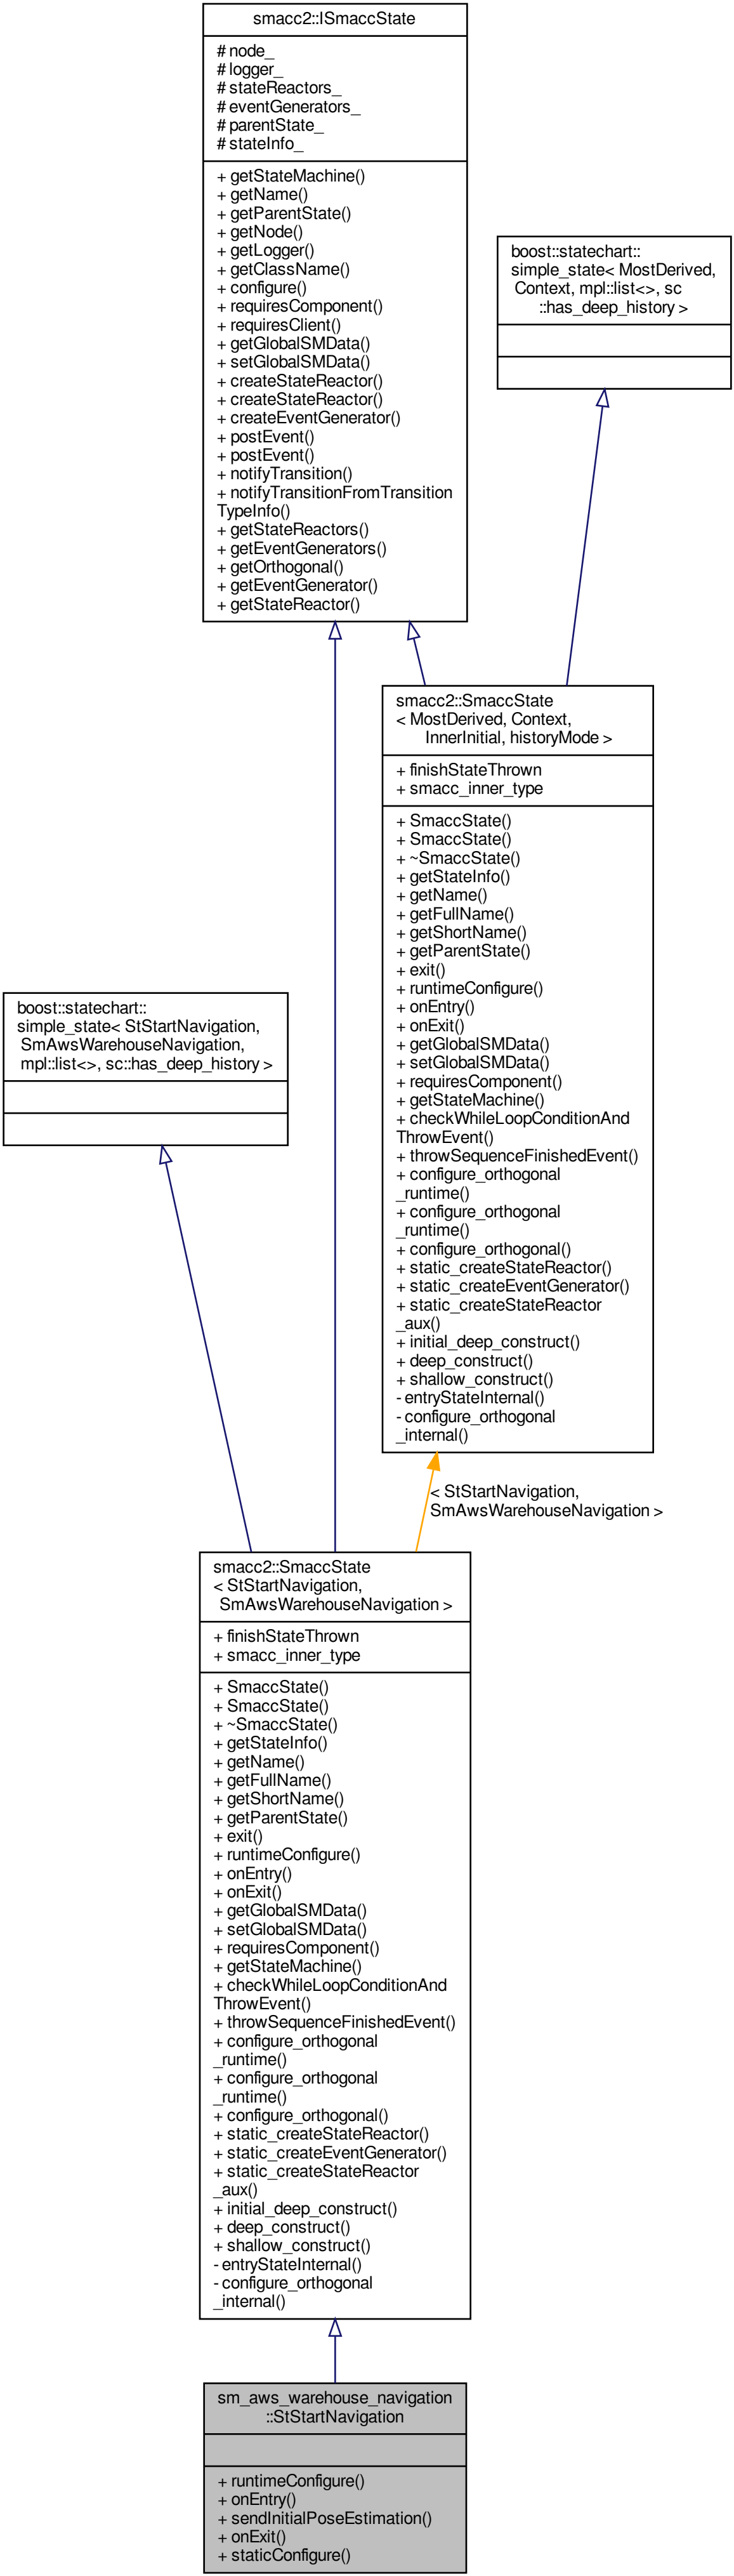 smacc2::ISmaccState
# node_
# logger_
# stateReactors_
# eventGenerators_
# parentState_
# stateInfo_
+ getStateMachine()
+ getName()
+ getParentState()
+ getNode()
+ getLogger()
+ getClassName()
+ configure()
+ requiresComponent()
+ requiresClient()
+ getGlobalSMData()
+ setGlobalSMData()
+ createStateReactor()
+ createStateReactor()
+ createEventGenerator()
+ postEvent()
+ postEvent()
+ notifyTransition()
+ notifyTransitionFromTransition
TypeInfo()
+ getStateReactors()
+ getEventGenerators()
+ getOrthogonal()
+ getEventGenerator()
+ getStateReactor()
boost::statechart::
simple_state< MostDerived,
Context, mpl::list<>, sc
::has_deep_history >
smacc2::SmaccState
< MostDerived, Context,
InnerInitial, historyMode >
+ finishStateThrown
+ smacc_inner_type
+ SmaccState()
+ SmaccState()
+ ~SmaccState()
+ getStateInfo()
+ getName()
+ getFullName()
+ getShortName()
+ getParentState()
+ exit()
+ runtimeConfigure()
+ onEntry()
+ onExit()
+ getGlobalSMData()
+ setGlobalSMData()
+ requiresComponent()
+ getStateMachine()
+ checkWhileLoopConditionAnd
ThrowEvent()
+ throwSequenceFinishedEvent()
+ configure_orthogonal
_runtime()
+ configure_orthogonal
_runtime()
+ configure_orthogonal()
+ static_createStateReactor()
+ static_createEventGenerator()
+ static_createStateReactor
_aux()
+ initial_deep_construct()
+ deep_construct()
+ shallow_construct()
- entryStateInternal()
- configure_orthogonal
_internal()
boost::statechart::
simple_state< StStartNavigation,
SmAwsWarehouseNavigation,
mpl::list<>, sc::has_deep_history >
< StStartNavigation,
SmAwsWarehouseNavigation >
smacc2::SmaccState
< StStartNavigation,
SmAwsWarehouseNavigation >
+ finishStateThrown
+ smacc_inner_type
+ SmaccState()
+ SmaccState()
+ ~SmaccState()
+ getStateInfo()
+ getName()
+ getFullName()
+ getShortName()
+ getParentState()
+ exit()
+ runtimeConfigure()
+ onEntry()
+ onExit()
+ getGlobalSMData()
+ setGlobalSMData()
+ requiresComponent()
+ getStateMachine()
+ checkWhileLoopConditionAnd
ThrowEvent()
+ throwSequenceFinishedEvent()
+ configure_orthogonal
_runtime()
+ configure_orthogonal
_runtime()
+ configure_orthogonal()
+ static_createStateReactor()
+ static_createEventGenerator()
+ static_createStateReactor
_aux()
+ initial_deep_construct()
+ deep_construct()
+ shallow_construct()
- entryStateInternal()
- configure_orthogonal
_internal()
sm_aws_warehouse_navigation
::StStartNavigation
+ runtimeConfigure()
+ onEntry()
+ sendInitialPoseEstimation()
+ onExit()
+ staticConfigure()